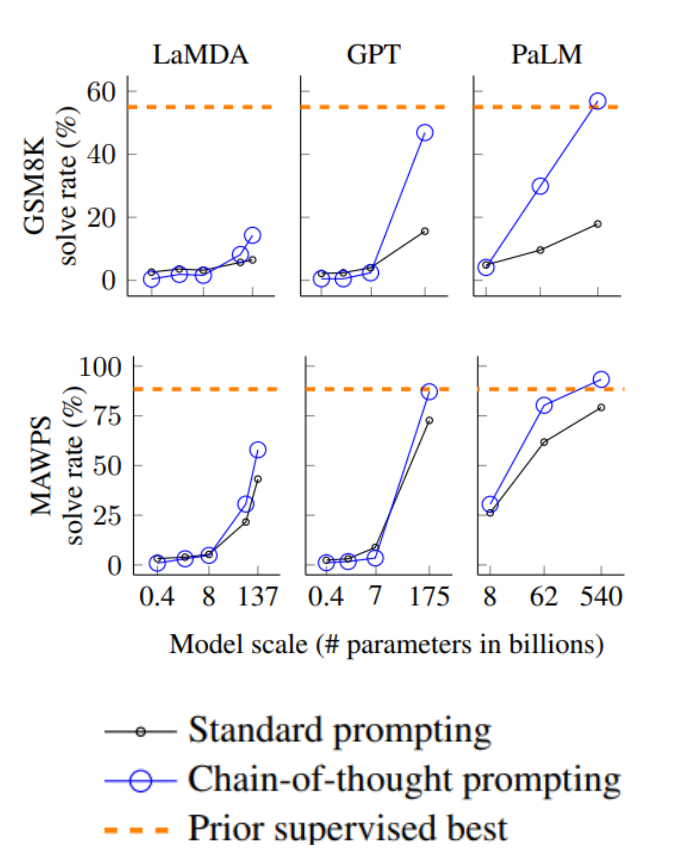 LaMDA GPT PaLM
GSM8K
solve rate (%)
60
40
20
0
MAWPS
solve rate (%)
100
75
50
25
0
0.4 8 137 0.4 7 175 8 62 540
Model scale (# parameters in billions)
Standard prompting
Chain-of-thought prompting
Prior supervised best